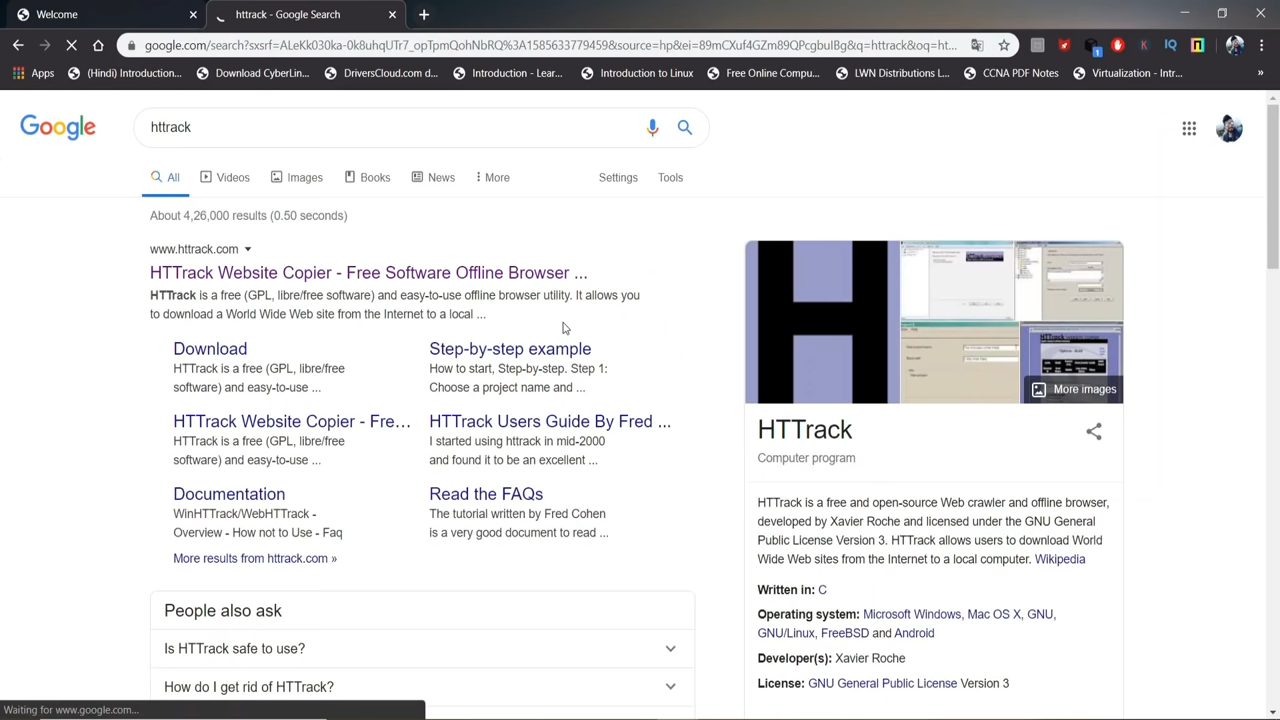 Welcome
httrack - Google Search
google.com/search?sxsrf=ALeKk030ka-0k8uhqUTr7_opTpmQohNbRQ%3A1585633779459&source=hp&ei=89mCXuf4GZm89QPcgbuIBg&q=httrack&oq=ht...
Apps
(Hindi) Introduction...
Download CyberLin...
DriversCloud.com d...
Introduction - Lear...
Introduction to Linux
Free Online Compu...
LWN Distributions L...
CCNA PDF Notes
Virtualization - Intr...
»
Google
httrack
All
Videos
Images
Books
News
More
Settings
Tools
About 4,26,000 results (0.50 seconds)
www.httrack.com
HTTrack Website Copier - Free Software Offline Browser ...
HTTrack is a free (GPL, libre/free software) and easy-to-use offline browser utility. It allows you
to download a World Wide Web site from the Internet to a local ...
Download
HTTrack is a free (GPL, libre/free
software) and easy-to-use ...
Step-by-step example
How to start, Step-by-step. Step 1:
Choose a project name and ...
HTTrack Website Copier - Fre...
HTTrack is a free (GPL, libre/free
software) and easy-to-use ...
HTTrack Users Guide By Fred ...
I started using httrack in mid-2000
and found it to be an excellent ...
Documentation
WinHTTrack/WebHTTrack -
Overview - How not to Use - Faq
Read the FAQs
The tutorial written by Fred Cohen
is a very good document to read ...
More results from httrack.com »
People also ask
Is HTTrack safe to use?
How do I get rid of HTTrack?
More images
HTTrack
Computer program
HTTrack is a free and open-source Web crawler and offline browser,
developed by Xavier Roche and licensed under the GNU General
Public License Version 3. HTTrack allows users to download World
Wide Web sites from the Internet to a local computer. Wikipedia
Written in: C
Operating system: Microsoft Windows, Mac OS X, GNU,
GNU/Linux, FreeBSD and Android
Developer(s): Xavier Roche
License: GNU General Public License Version 3
Waiting for www.google.com...